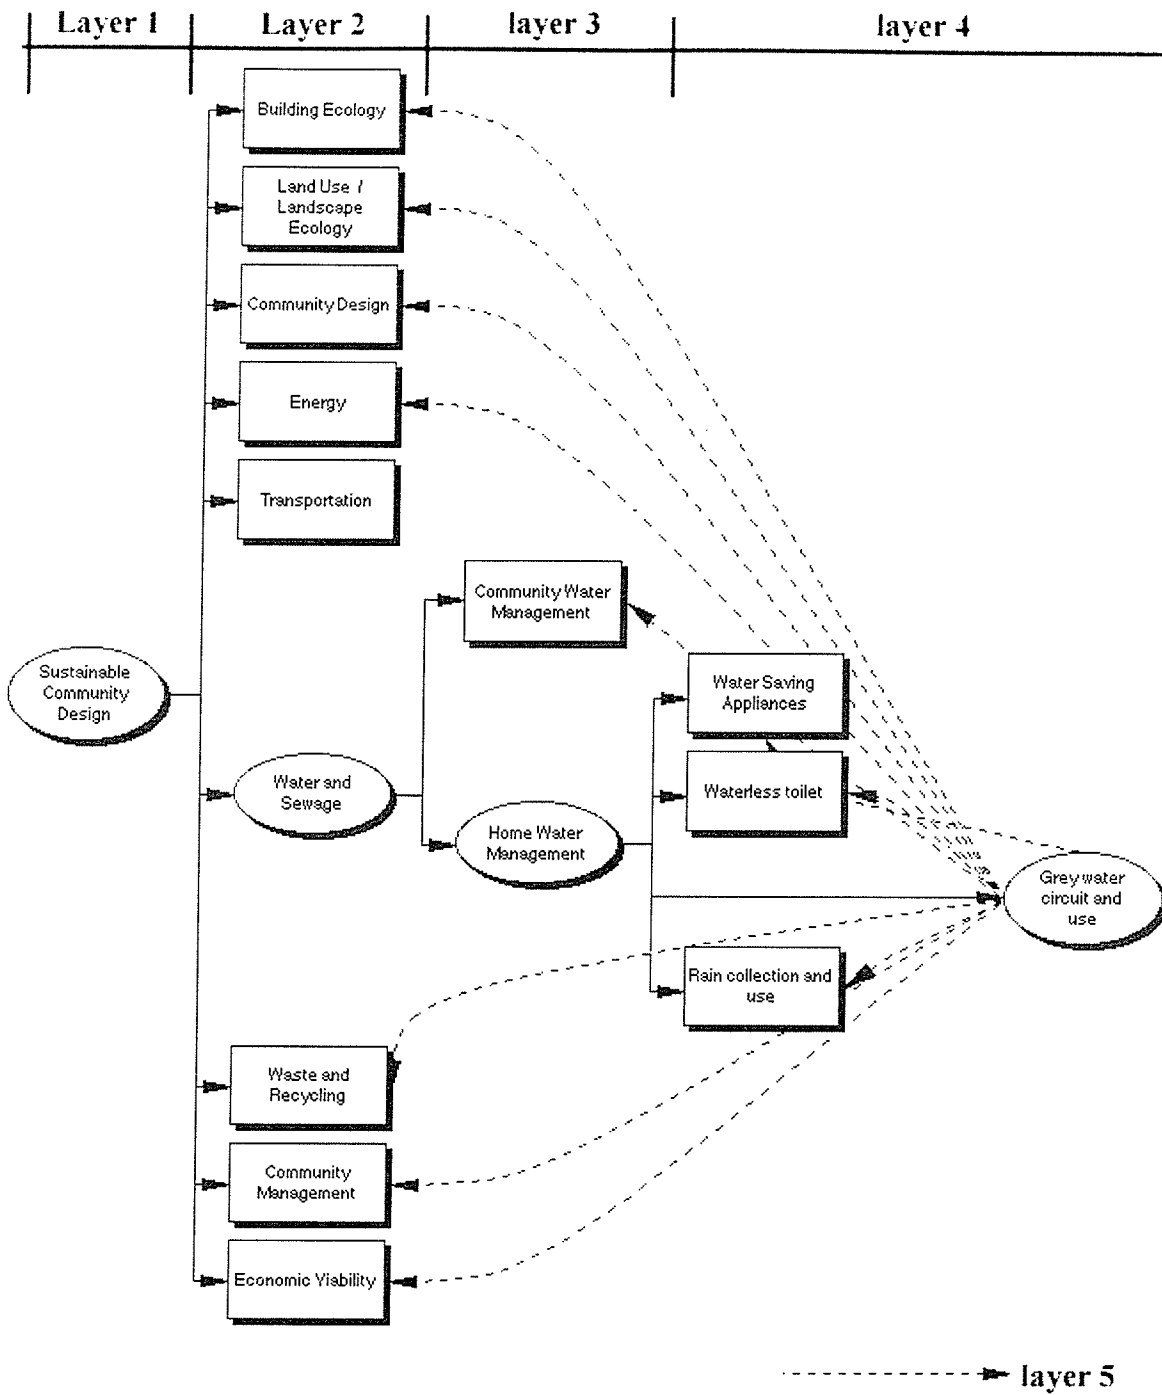 Layer 1
Layer 2
layer 3
layer 4
Building Ecology
Land Use /
Landscape
Ecology
Community Design
Energy
Transportation
Community Water
Management
Sustainable
Community
Design
Water Saving
Appliances
Water and
Sewage
Waterless toilet
Home Water
Management
Grey water
circuit and
use
Rain collection and
use
Waste and
Recycling
Community
Management
Economic Viability
layer 5